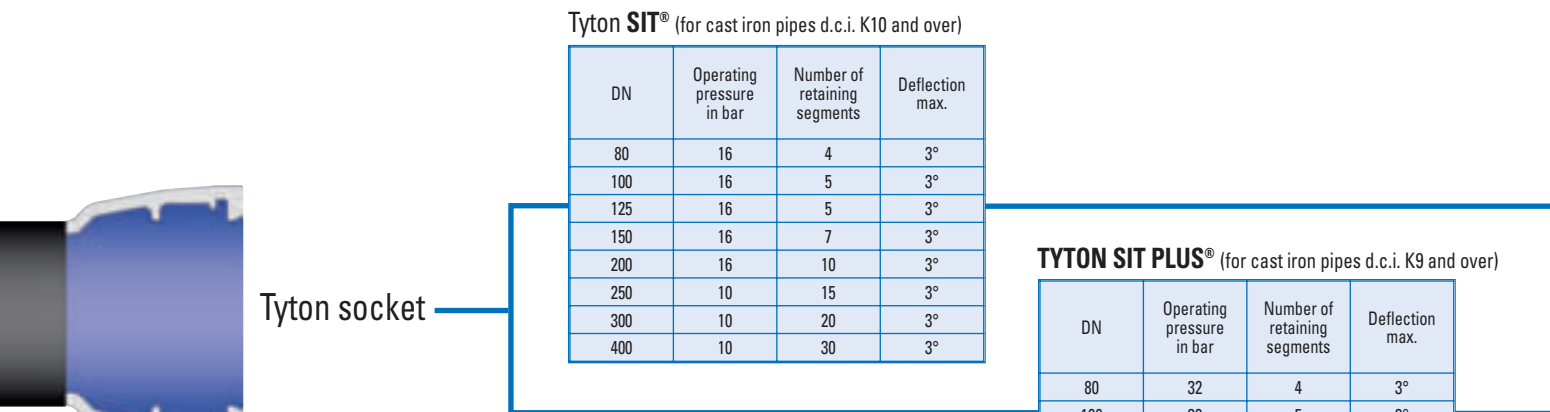 Tyton SIT® (for cast iron pipes d.c.i. K10 and over)
DN Operating pressure in bar Number of retaining segments Deflection max.
80 16 4 3°
100 16 5 3°
125 16 5 3°
150 16 7 3°
200 16 10 3°
250 10 15 3°
300 10 20 3°
400 10 30 3°
Tyton socket
TYTON SIT PLUS® (for cast iron pipes d.c.i. K9 and over)
DN Operating pressure in bar Number of retaining segments Deflection max.
80 32 4 3°